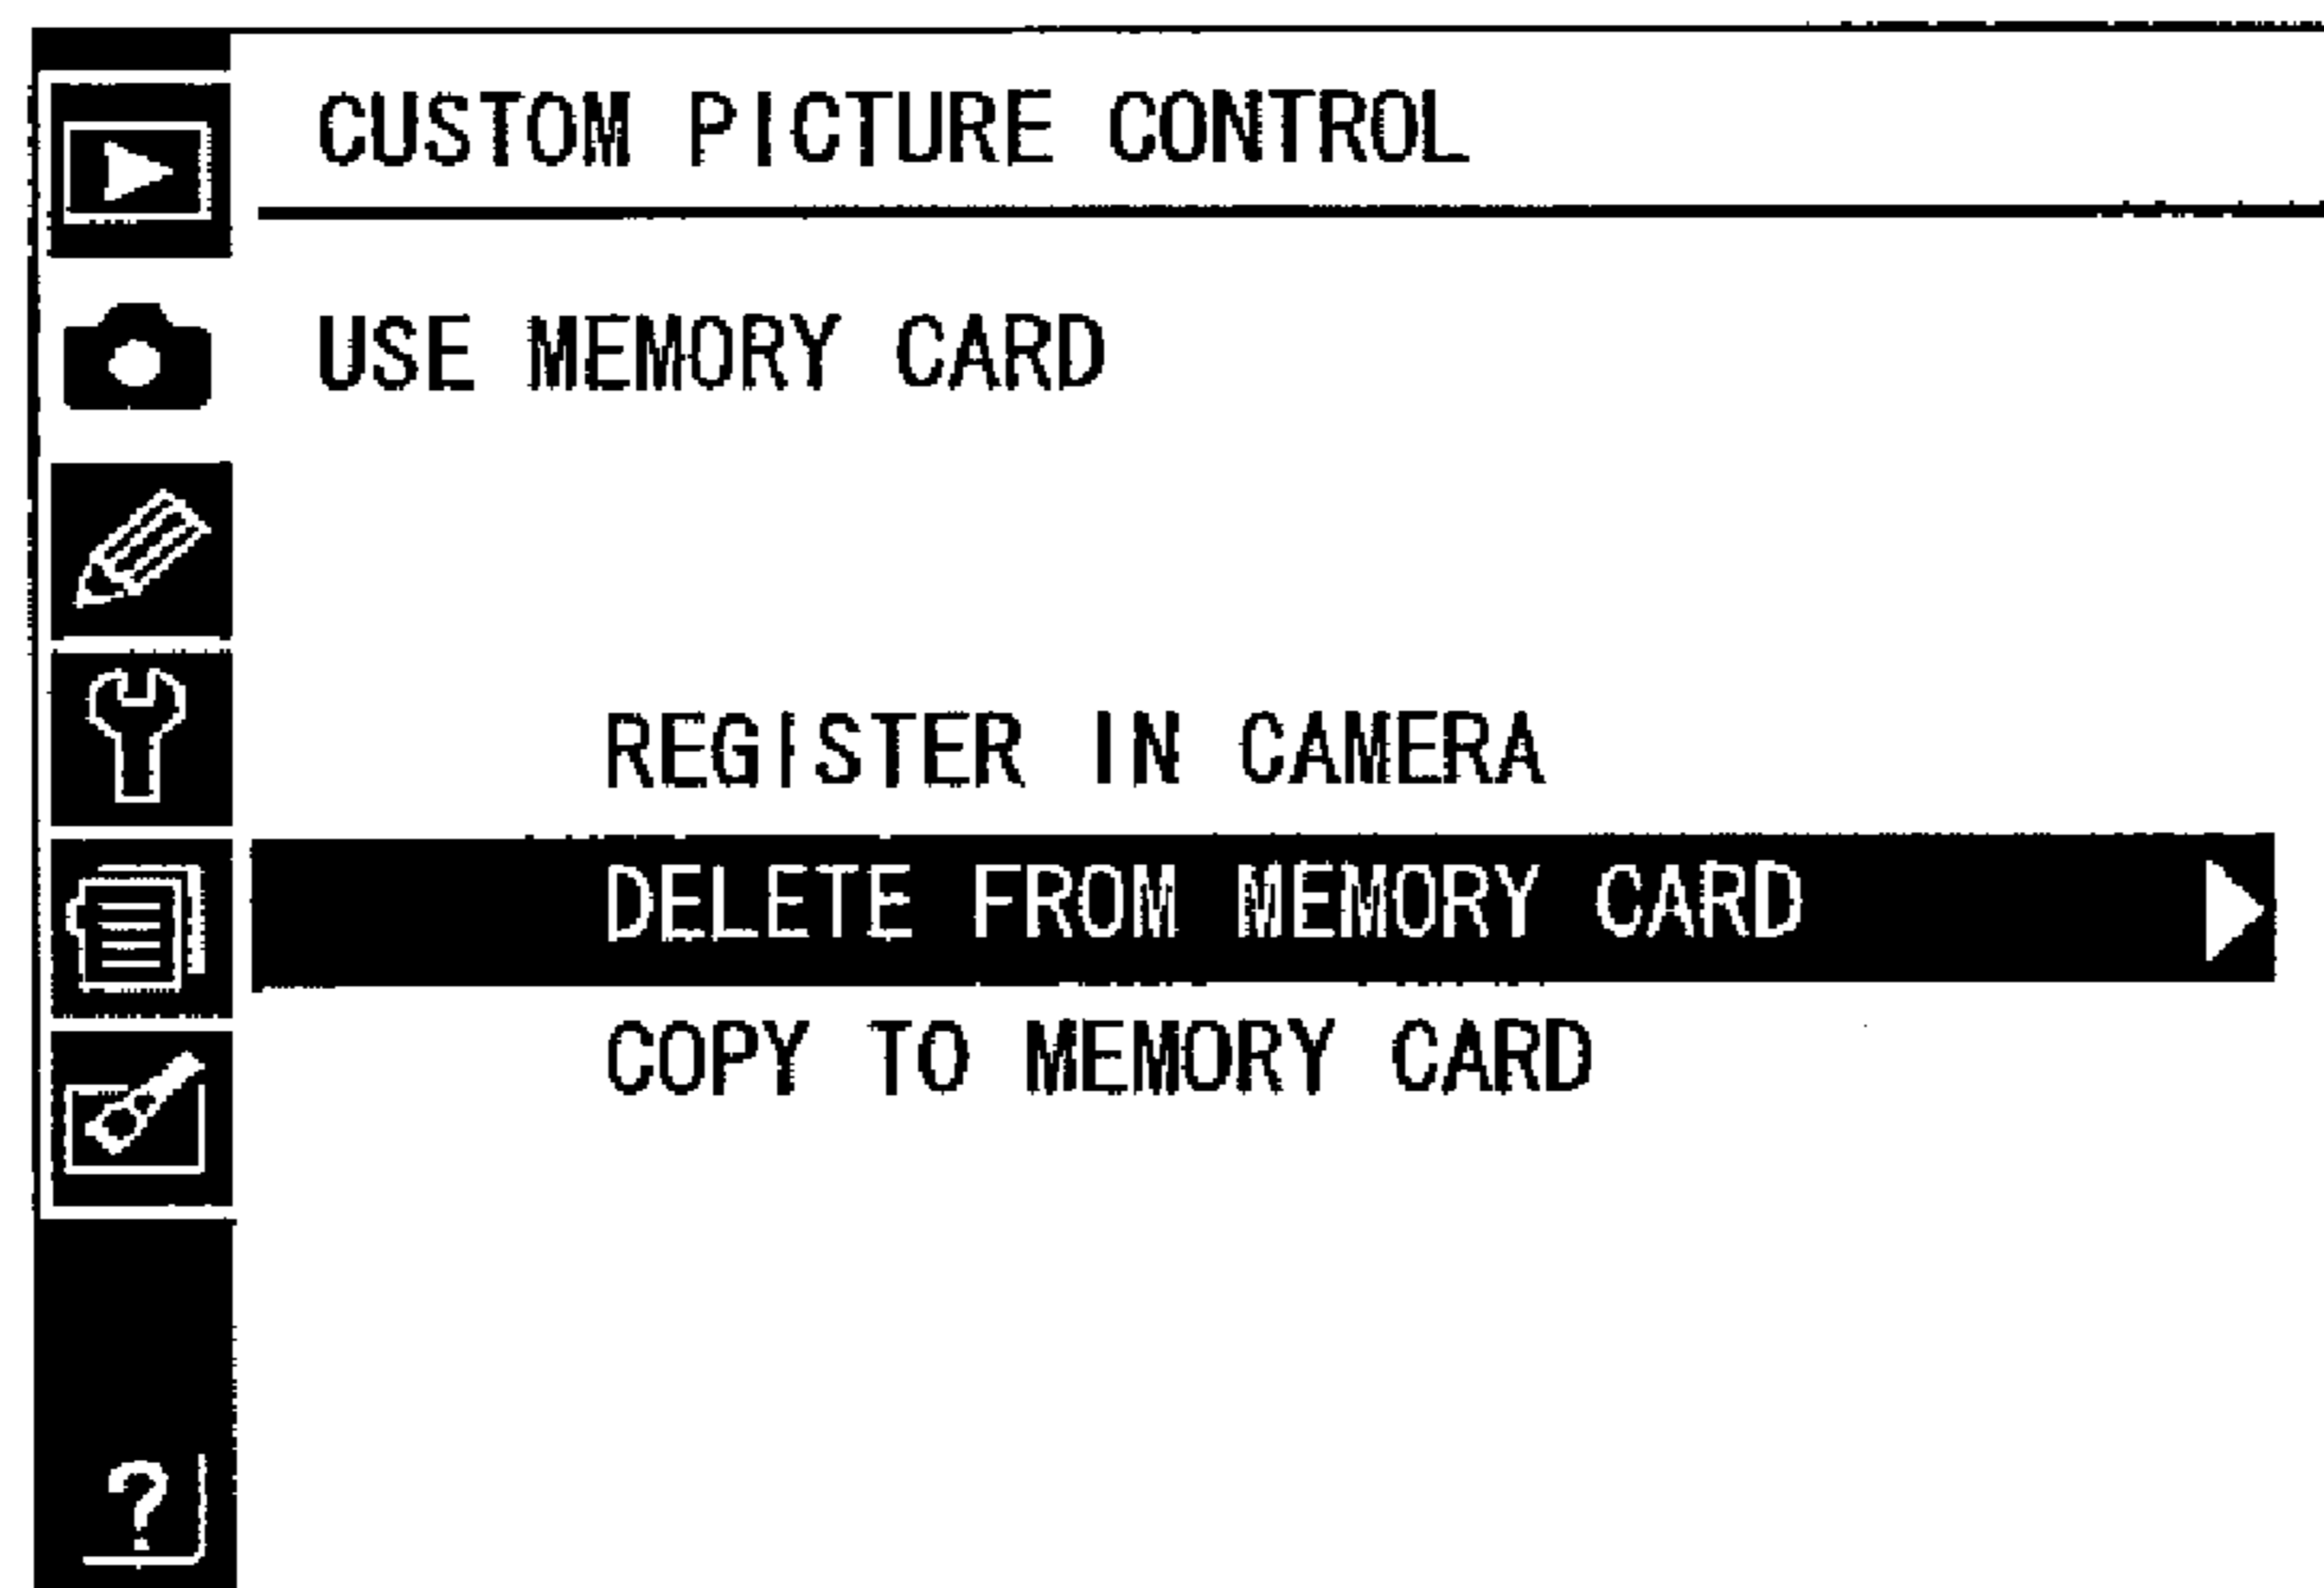 CUSTOM PICTURE CONTROL
USE MEMORY CARD
REGISTER IN CAMERA
DELETE FROM MEMORY CARD
COPY TO MEMORY CARD
?